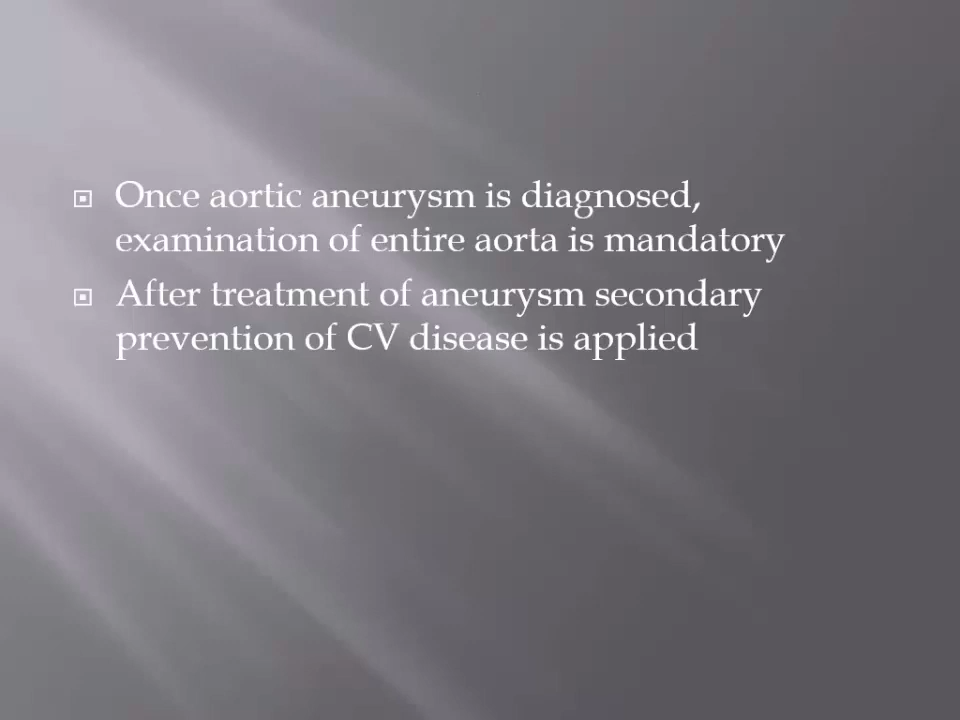 Once aortic aneurysm is diagnosed,
examination of entire aorta is mandatory
After treatment of aneurysm secondary
prevention of CV disease is applied